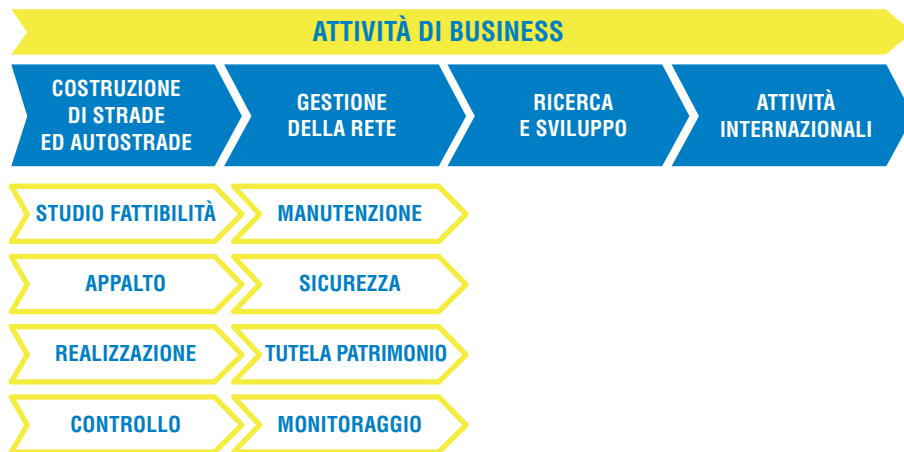 ATTIVITÀ DI BUSINESS
COSTRUZIONE
DI STRADE
ED AUTOSTRADE
GESTIONE
DELLA RETE
RICERCA
E SVILUPPO
ATTIVITÀ
INTERNAZIONALI
STUDIO FATTIBILITÀ
MANUTENZIONE
APPALTO
SICUREZZA
REALIZZAZIONE
TUTELA PATRIMONIO
CONTROLLO
MONITORAGGIO